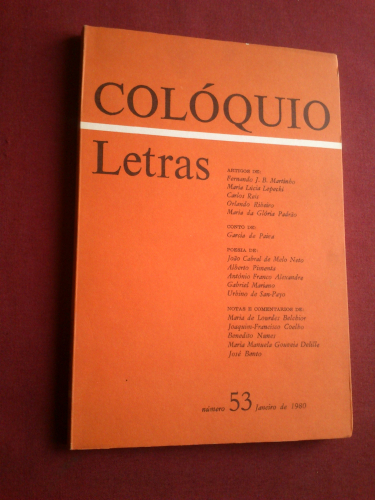 COLÓQUIO
Letras
ARTIGOS DE:
Fernando J. B. Martinho
Maria Lúcia Lepecki
Carlos Reis
Orlando Ribeiro
Maria da Glória Padrão
CONTO DE:
Garcia de Paiva
POESIA DE:
João Cabral de Melo Neto
Alberto Pimenta
António Franco Alexandre
Gabriel Mariano
Urbino de San-Payo
NOTAS E COMENTÁRIOS DE:
Maria de Lourdes Belchior
Joaquim-Francisco Coelho
Benedito Nunes
Maria Manuela Gouveia Delille
José Bento
número 53 Janeiro de 1980